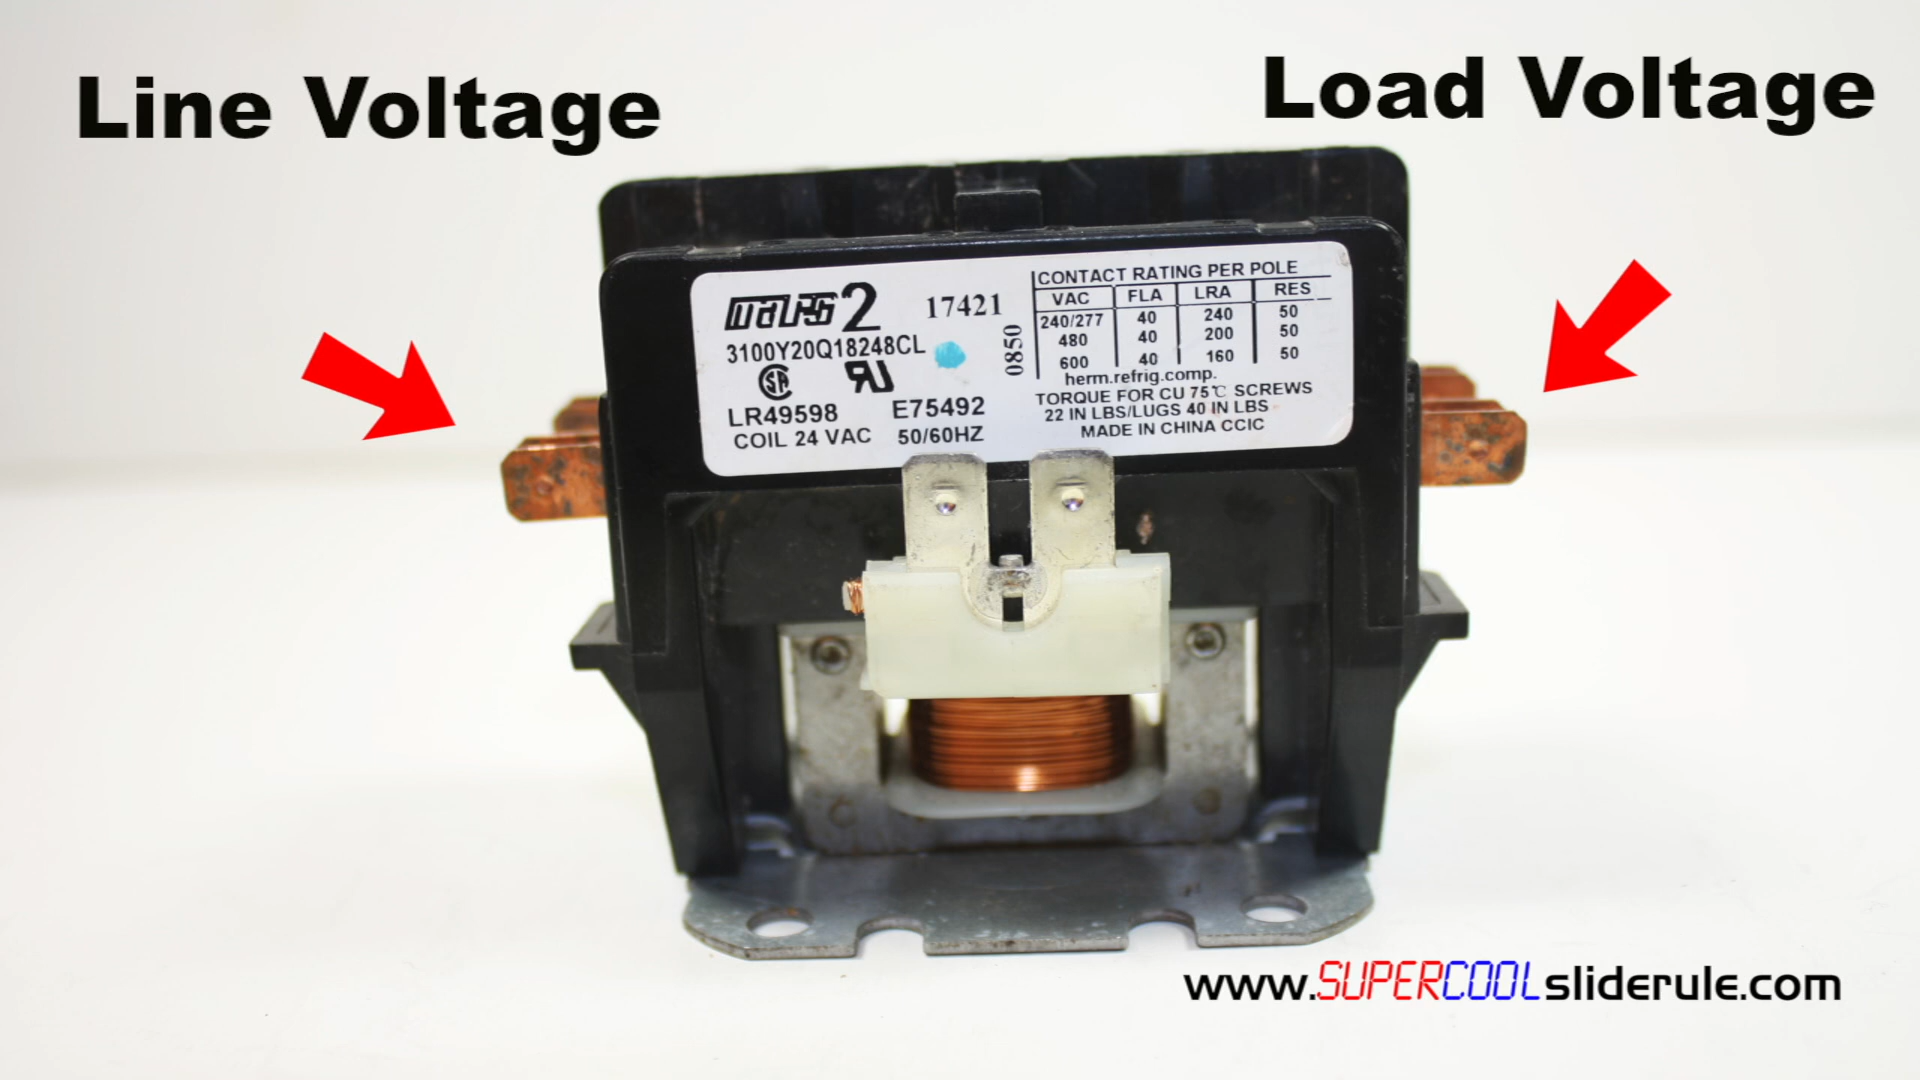 Line Voltage
Load Voltage
mars 2
17421
3100Y20Q18248CL
0850
SA
RU
LR49598 E75492
COIL 24 VAC 50/60HZ
CONTACT RATING PER POLE
VAC FLA LRA RES
240/277 40 240 50
480 40 200 50
600 40 160 50
herm.refrig.comp.
TORQUE FOR CU 75℃ SCREWS
22 IN LBS/LUGS 40 IN LBS
MADE IN CHINA CCIC
www.SUPERCOOLsliderule.com